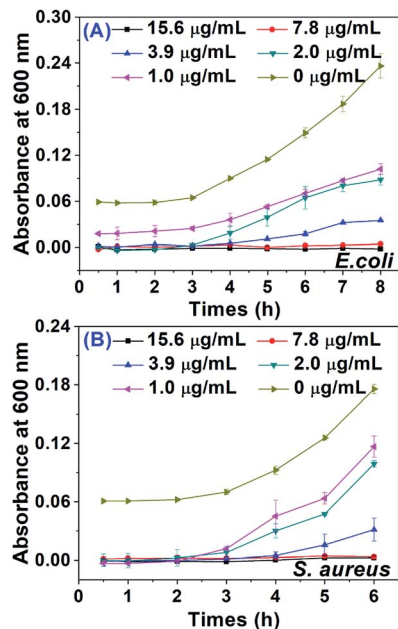 (A)
15.6 μg/mL 7.8 μg/mL
3.9 μg/mL 2.0 μg/mL
1.0 μg/mL 0 μg/mL
Absorbance at 600 nm
0.30
0.24
0.18
0.12
0.06
0.00
E.coli
0 1 2 3 4 5 6 7 8
Times (h)
(B)
15.6 μg/mL 7.8 μg/mL
3.9 μg/mL 2.0 μg/mL
1.0 μg/mL 0 μg/mL
Absorbance at 600 nm
0.24
0.18
0.12
0.06
0.00
S. aureus
0 1 2 3 4 5 6
Times (h)